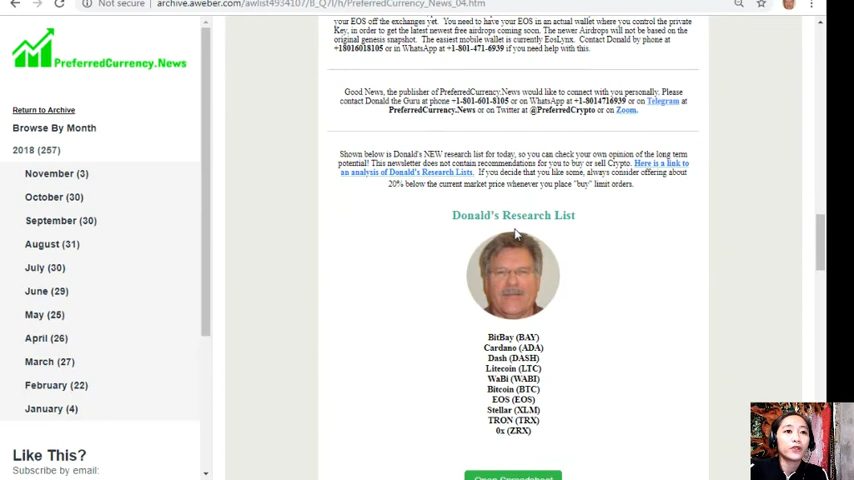 Not secure | archive.aweber.com/awlist4934107/B_Q7I/h/PreferredCurrency_News_04.htm
PreferredCurrency.News
Return to Archive
Browse By Month
2018 (257)
November (3)
October (30)
September (30)
August (31)
July (30)
June (29)
May (25)
April (26)
March (27)
February (22)
January (4)
Like This?
Subscribe by email:
your EOS off the exchanges yet. You need to have your EOS in an actual wallet where you control the private
Key, in order to get the latest newest free airdrops coming soon. The newer Airdrops will not be based on the
original genesis snapshot. The easiest mobile wallet is currently EosLynx. Contact Donald by phone at
+18016018105 or in WhatsApp at +1-801-471-6939 if you need help with this.
Good News, the publisher of PreferredCurrency.News would like to connect with you personally. Please
contact Donald the Guru at phone +1-801-601-8105 or on WhatsApp at +1-8014716939 or on Telegram at
PreferredCurrency.News or on Twitter at @PreferredCrypto or on Zoom.
Shown below is Donald's NEW research list for today, so you can check your own opinion of the long term
potential! This newsletter does not contain recommendations for you to buy or sell Crypto. Here is a link to
an analysis of Donald's Research Lists. If you decide that you like some, always consider offering about
20% below the current market price whenever you place "buy" limit orders.
Donald's Research List
BitBay (BAY)
Cardano (ADA)
Dash (DASH)
Litecoin (LTC)
WaBi (WABI)
Bitcoin (BTC)
EOS (EOS)
Stellar (XLM)
TRON (TRX)
0x (ZRX)
Open Spreadsheet